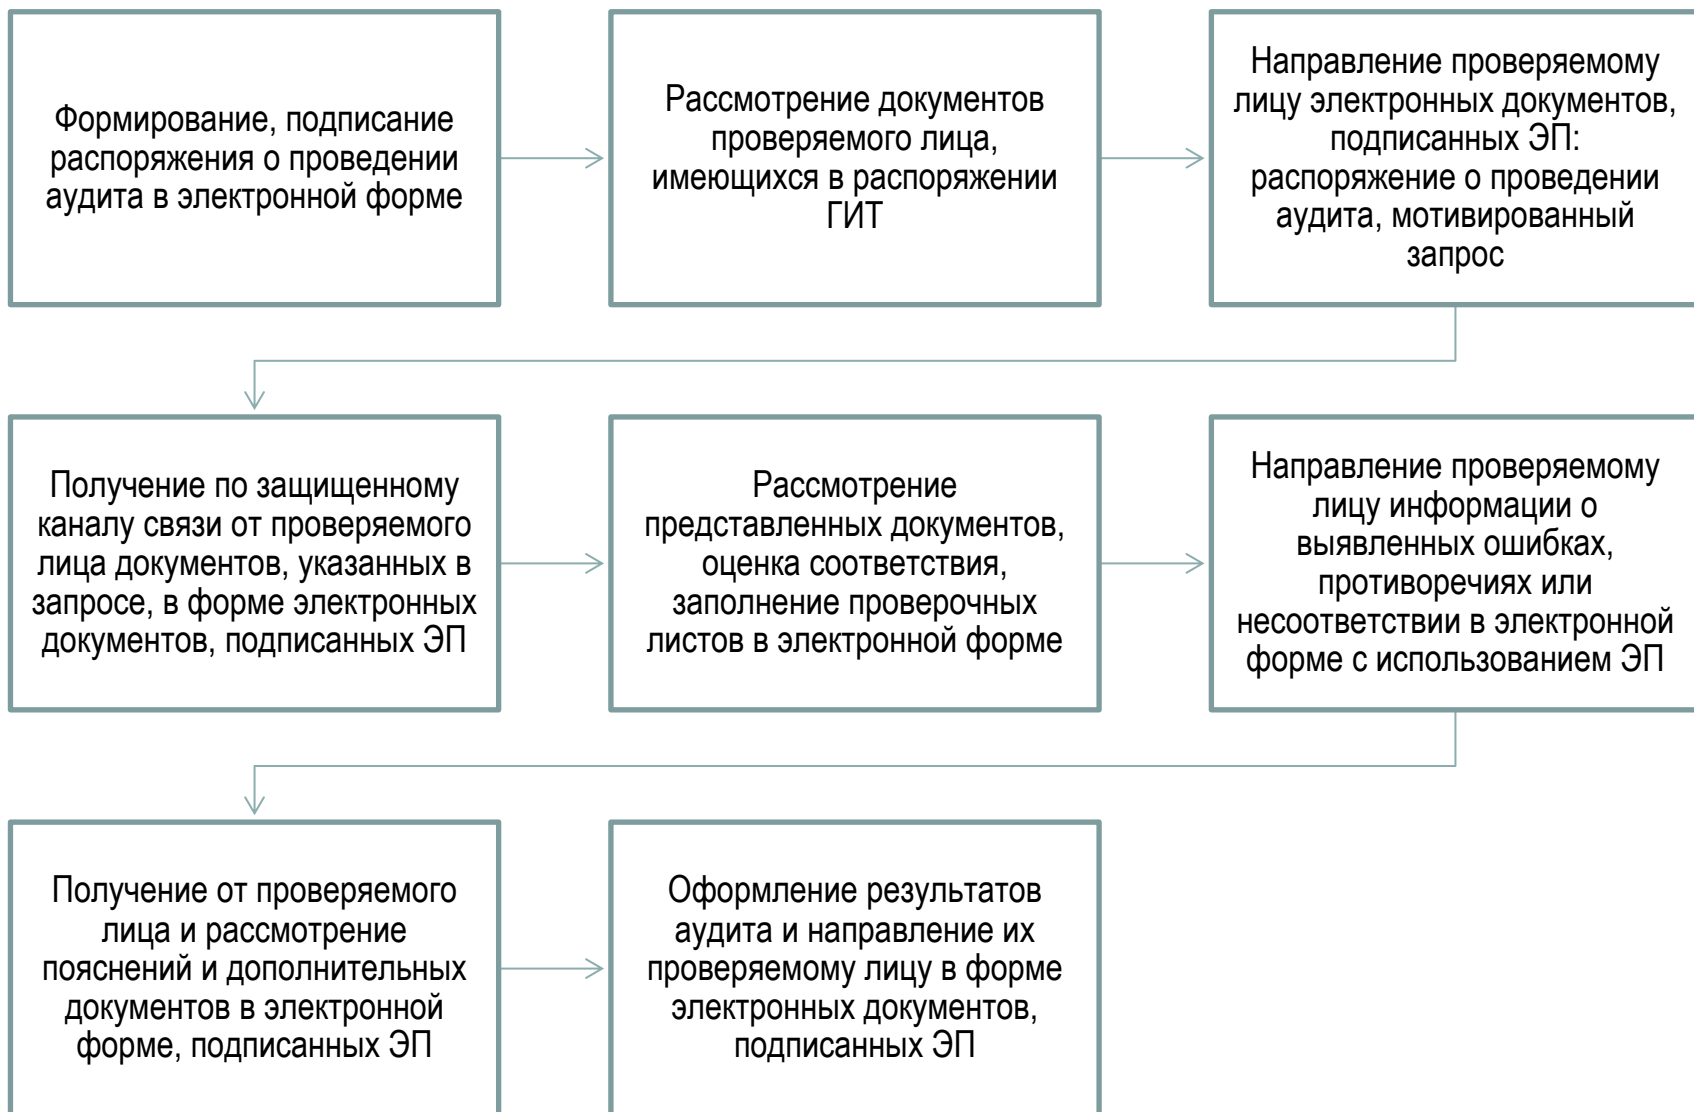 Формирование, подписание
распоряжения о проведении
аудита в электронной форме
Рассмотрение документов
проверяемого лица,
имеющихся в распоряжении
ГИТ
Направление проверяемому
лицу электронных документов,
подписанных ЭП:
распоряжение о проведении
аудита, мотивированный
запрос
Получение по защищенному
каналу связи от проверяемого
лица документов, указанных в
запросе, в форме электронных
документов, подписанных ЭП
Рассмотрение
представленных документов,
оценка соответствия,
заполнение проверочных
листов в электронной форме
Направление проверяемому
лицу информации о
выявленных ошибках,
противоречиях или
несоответствии в электронной
форме с использованием ЭП
Получение от проверяемого
лица и рассмотрение
пояснений и дополнительных
документов в электронной
форме, подписанных ЭП
Оформление результатов
аудита и направление их
проверяемому лицу в форме
электронных документов,
подписанных ЭП